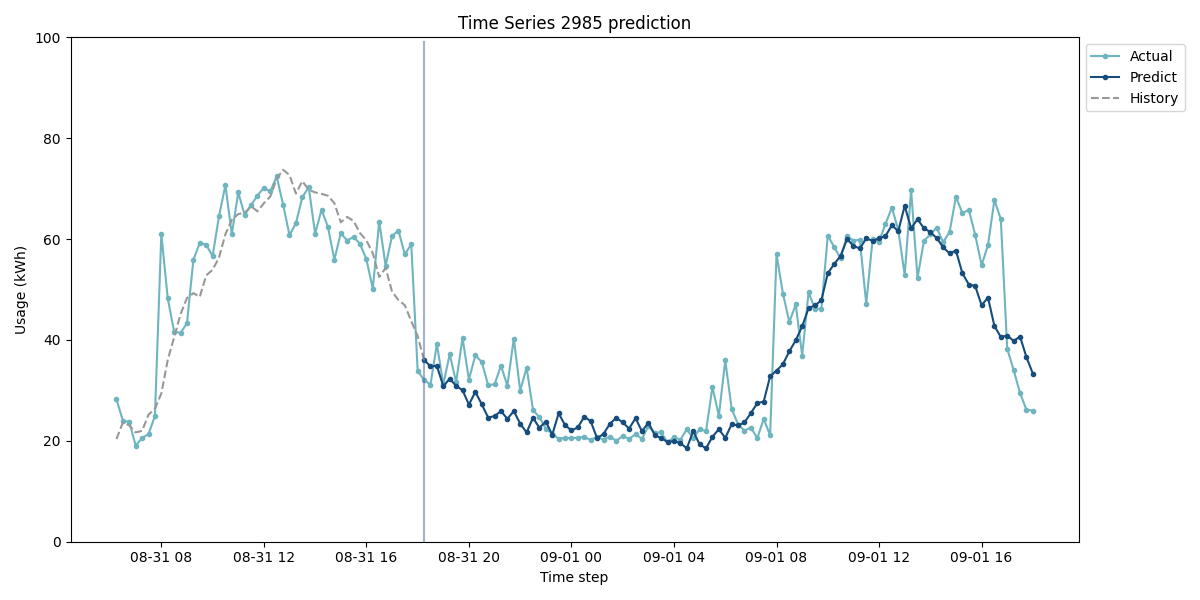 Time Series 2985 prediction
100
80
60
40
20
0
Usage (kWh)
08-31 08
08-31 12
08-31 16
08-31 20
09-01 00
09-01 04
09-01 08
09-01 12
09-01 16
Time step
Actual
Predict
History